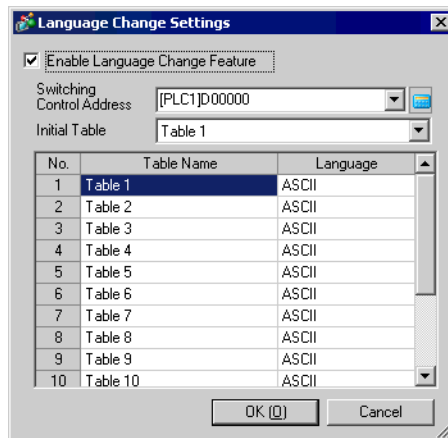 Language Change Settings
Enable Language Change Feature
Switching
Control Address
[PLC1]D00000
Initial Table
Table 1
No. Table Name Language
1 Table 1 ASCII
2 Table 2 ASCII
3 Table 3 ASCII
4 Table 4 ASCII
5 Table 5 ASCII
6 Table 6 ASCII
7 Table 7 ASCII
8 Table 8 ASCII
9 Table 9 ASCII
10 Table 10 ASCII
OK (O) Cancel